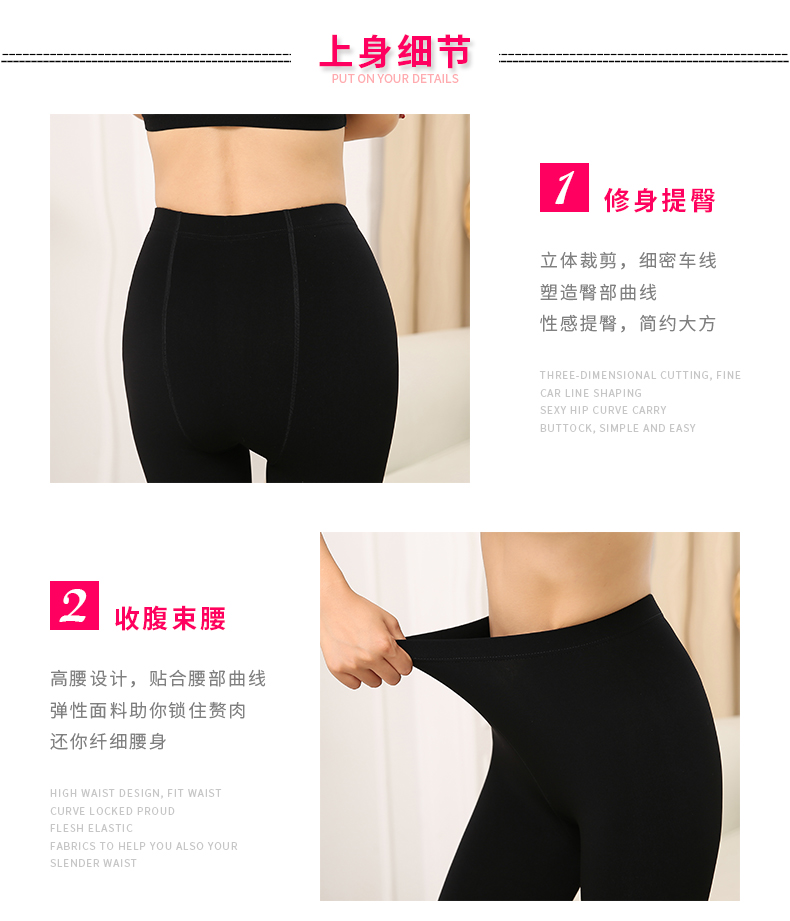 上身细节
PUT ON YOUR DETAILS
1 修身提臀
立体裁剪，细密车线
塑造臀部曲线
性感提臀，简约大方
THREE-DIMENSIONAL CUTTING, FINE
CAR LINE SHAPING
SEXY HIP CURVE CARRY
BUTTOCK, SIMPLE AND EASY
2 收腹束腰
高腰设计，贴合腰部曲线
弹性面料助你锁住赘肉
还你纤细腰身
HIGH WAIST DESIGN, FIT WAIST
CURVE LOCKED PROUD
FLESH ELASTIC
FABRICS TO HELP YOU ALSO YOUR
SLENDER WAIST